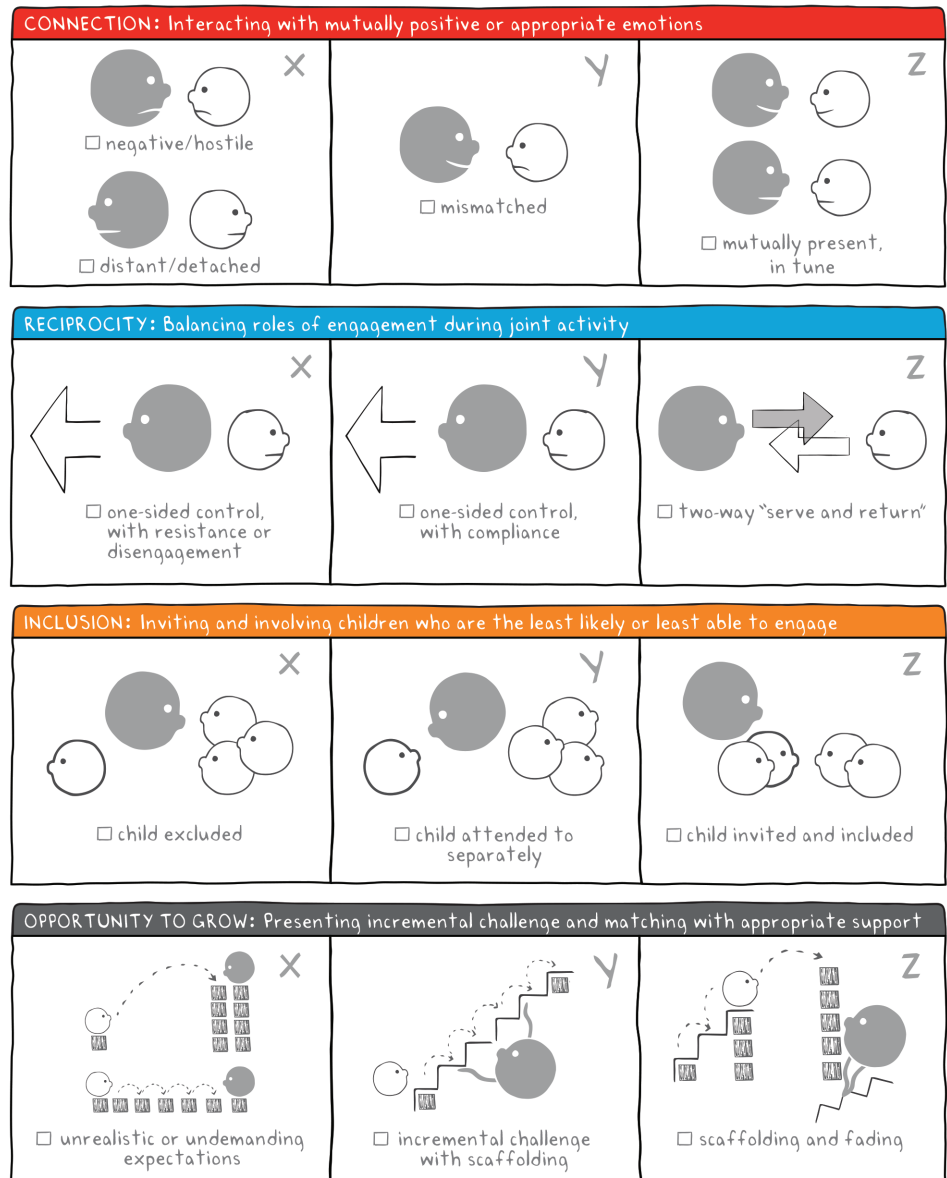 CONNECTION: Interacting with mutually positive or appropriate emotions
X
Y
Z
☐ negative/hostile
☐ distant/detached
☐ mismatched
☐ mutually present,
in tune
RECIPROCITY: Balancing roles of engagement during joint activity
X
Y
Z
☐ one-sided control,
with resistance or
disengagement
☐ one-sided control,
with compliance
☐ two-way "serve and return"
INCLUSION: Inviting and involving children who are the least likely or least able to engage
X
Y
Z
☐ child excluded
☐ child attended to
separately
☐ child invited and included
OPPORTUNITY TO GROW: Presenting incremental challenge and matching with appropriate support
X
Y
Z
☐ unrealistic or undemanding
expectations
☐ incremental challenge
with scaffolding
☐ scaffolding and fading